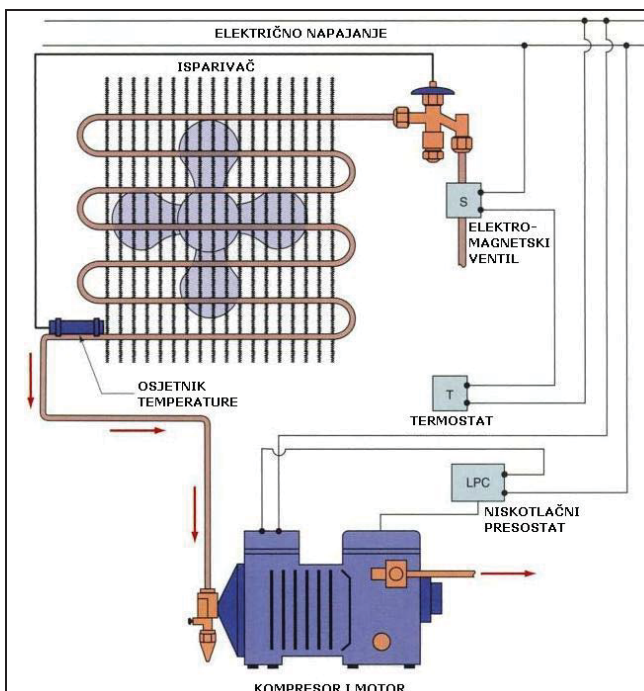 ELEKTRIČNO NAPAJANJE
ISPARIVAČ
S
ELEKTRO-
MAGNETSKI
VENTIL
OSJETNIK
TEMPERATURE
T
TERMOSTAT
LPC
NISKOTLAČNI
PRESOSTAT
KOMPRESOR I MOTOR